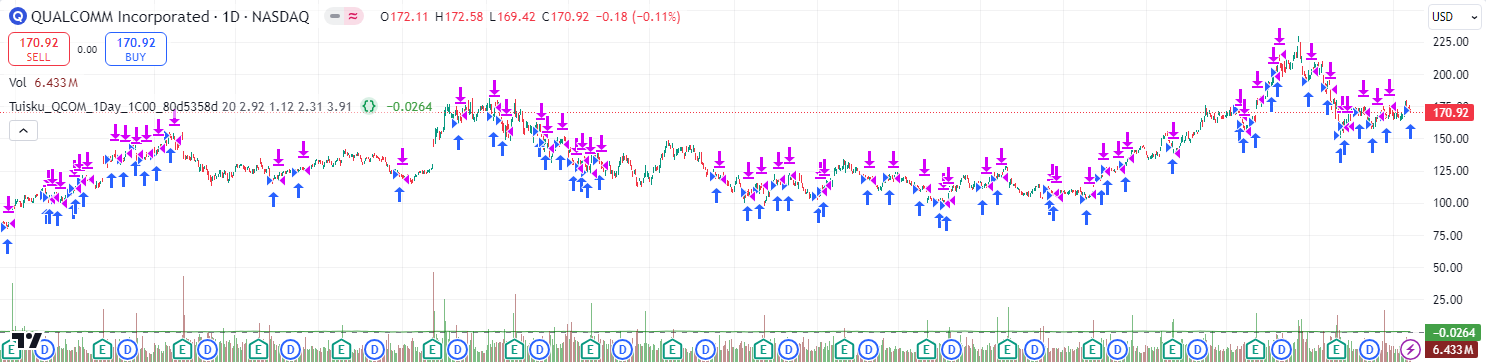 QUALCOMM Incorporated · 1D · NASDAQ O172.11 H172.58 L169.42 C170.92 −0.18 (−0.11%)
USD
170.92 SELL
0.00
170.92 BUY
Vol 6.433 M
Tuisku_QCOM_1Day_1C00_80d5358d 20 2.92 1.12 2.31 3.91 {} −0.0264
225.00
200.00
170.92
150.00
125.00
100.00
75.00
50.00
25.00
−0.0264
6.433 M
E D E D E D E D E D E D E D E D E D E D E D E D E D E D E D E D E D